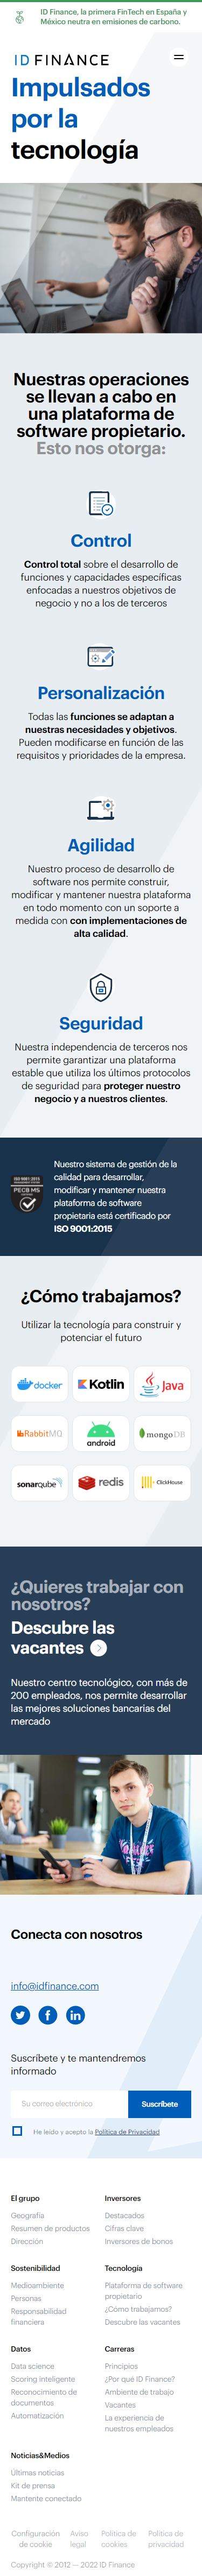 ID Finance, la primera FinTech en España y
México neutra en emisiones de carbono.
ID FINANCE
Impulsados
por la
tecnología
Nuestras operaciones
se llevan a cabo en
una plataforma de
software propietario.
Esto nos otorga:
Control
Control total sobre el desarrollo de
funciones y capacidades específicas
enfocadas a nuestros objetivos de
negocio y no a los de terceros
Personalización
Todas las funciones se adaptan a
nuestras necesidades y objetivos.
Pueden modificarse en función de las
requisitos y prioridades de la empresa.
Agilidad
Nuestro proceso de desarrollo de
software nos permite construir,
modificar y mantener nuestra plataforma
en todo momento con un soporte a
medida con con implementaciones de
alta calidad.
Seguridad
Nuestra independencia de terceros nos
permite garantizar una plataforma
estable que utiliza los últimos protocolos
de seguridad para proteger nuestro
negocio y a nuestros clientes.
ISO 9001:2015
PECB MS
Nuestro sistema de gestión de la
calidad para desarrollar,
modificar y mantener nuestra
plataforma de software
propietaria está certificado por
ISO 9001:2015
¿Cómo trabajamos?
Utilizar la tecnología para construir y
potenciar el futuro
docker
Kotlin
Java
RabbitMQ
android
mongoDB
sonarqube
redis
ClickHouse
¿Quieres trabajar con
nosotros?
Descubre las
vacantes
Nuestro centro tecnológico, con más de
200 empleados, nos permite desarrollar
las mejores soluciones bancarias del
mercado
Conecta con nosotros
info@idfinance.com
Suscríbete y te mantendremos
informado
Su correo electrónico
Suscríbete
He leído y acepto la Política de Privacidad
El grupo
Geografía
Resumen de productos
Dirección
Inversores
Destacados
Cifras clave
Inversores de bonos
Sostenibilidad
Medioambiente
Personas
Responsabilidad
financiera
Tecnología
Plataforma de software
propietario
¿Cómo trabajamos?
Descubre las vacantes
Datos
Data science
Scoring inteligente
Reconocimiento de
documentos
Automatización
Carreras
Principios
¿Por qué ID Finance?
Ambiente de trabajo
Vacantes
La experiencia de
nuestros empleados
Noticias&Medios
Últimas noticias
Kit de prensa
Mantente conectado
Configuración
de cookie
Aviso
legal
Política de
cookies
Política de
privacidad
Copyright © 2012 — 2022 ID Finance